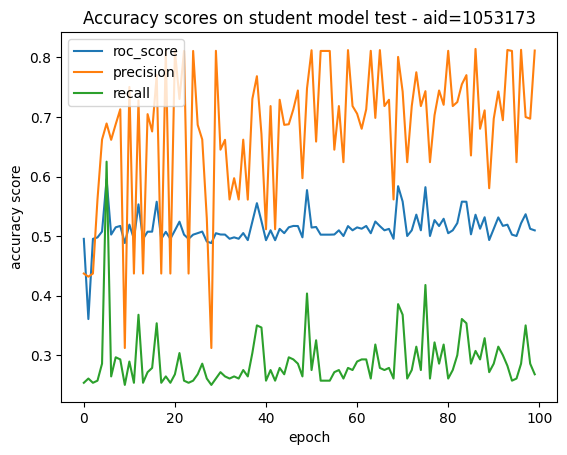 Accuracy scores on student model test - aid=1053173
roc_score
precision
recall
accuracy score
0.8
0.7
0.6
0.5
0.4
0.3
0
20
40
60
80
100
epoch